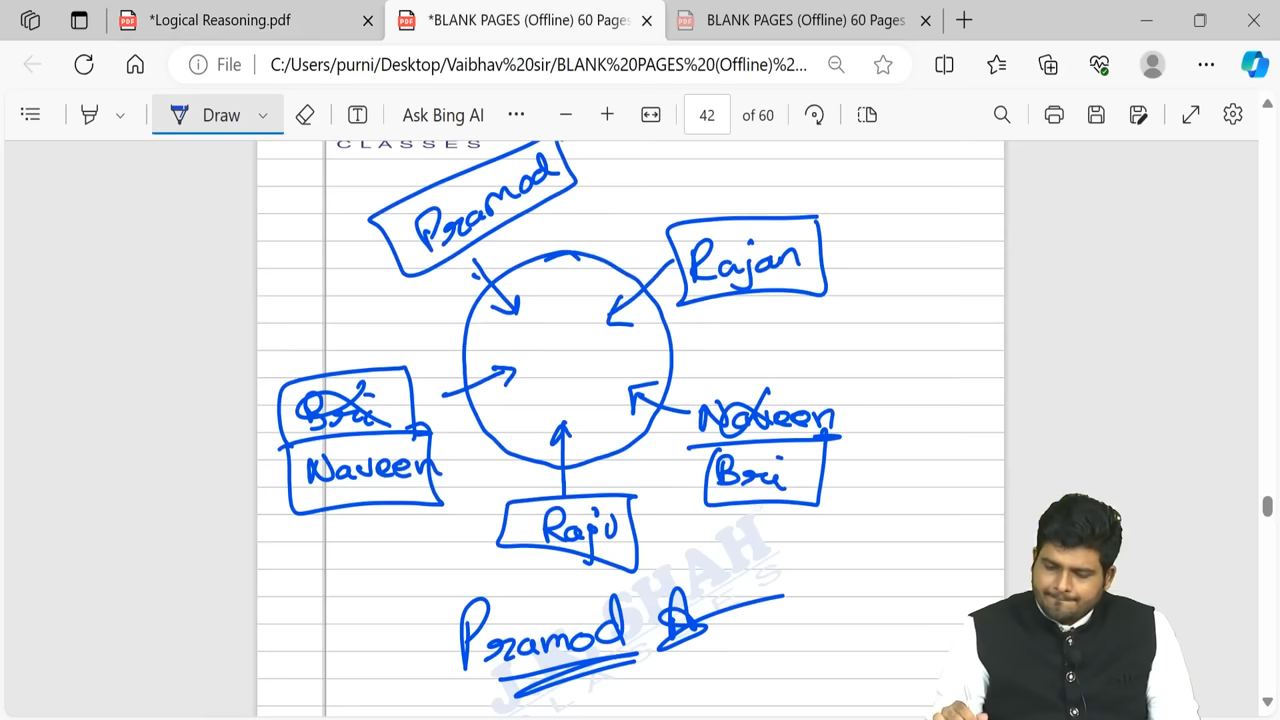 *Logical Reasoning.pdf
*BLANK PAGES (Offline) 60 Pages
BLANK PAGES (Offline) 60 Pages
File
C:/Users/purni/Desktop/Vaibhav%20sir/BLANK%20PAGES%20(Offline)%2...
Draw
Ask Bing AI
42
of 60
CLASSES
Pramod
Rajan
Bri
Naveen
Naveen
Bri
Raju
Pramod A